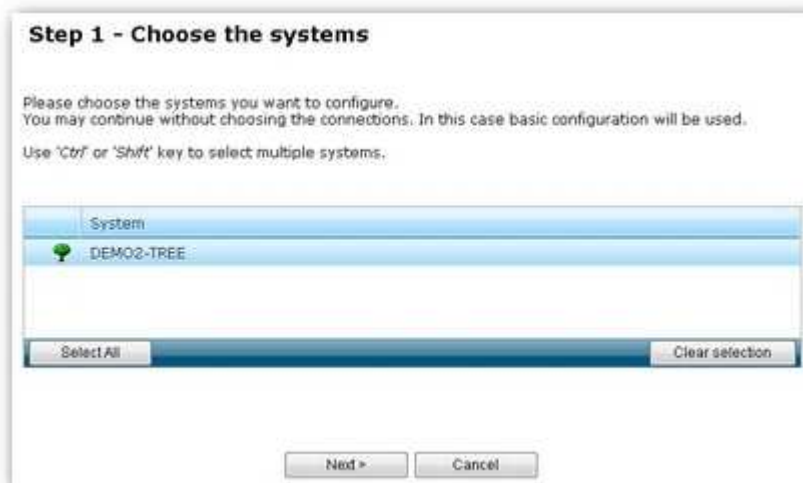 Step 1 - Choose the systems
Please choose the systems you want to configure.
You may continue without choosing the connections. In this case basic configuration will be used.
Use 'Ctrl' or 'Shift' key to select multiple systems.
System
DEMO2-TREE
Select All
Clear selection
Next >
Cancel